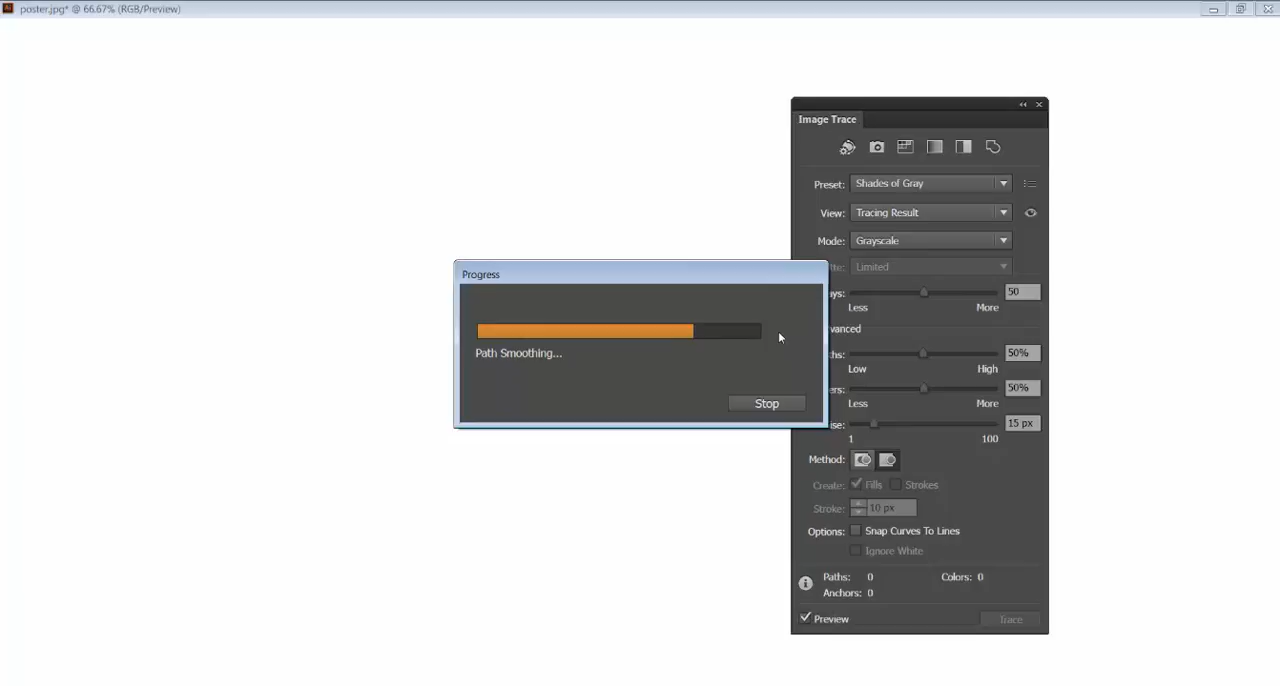 poster.jpg* @ 66.67% (RGB/Preview)
Image Trace
Preset: Shades of Gray
View: Tracing Result
Mode: Grayscale
Limited
50
Less More
50%
Low High
50%
Less More
15 px
1 100
Method:
Create: Fills Strokes
Stroke: 10 px
Options: Snap Curves To Lines
Ignore White
Paths: 0 Colors: 0
Anchors: 0
Preview Trace
Progress
Path Smoothing...
Stop